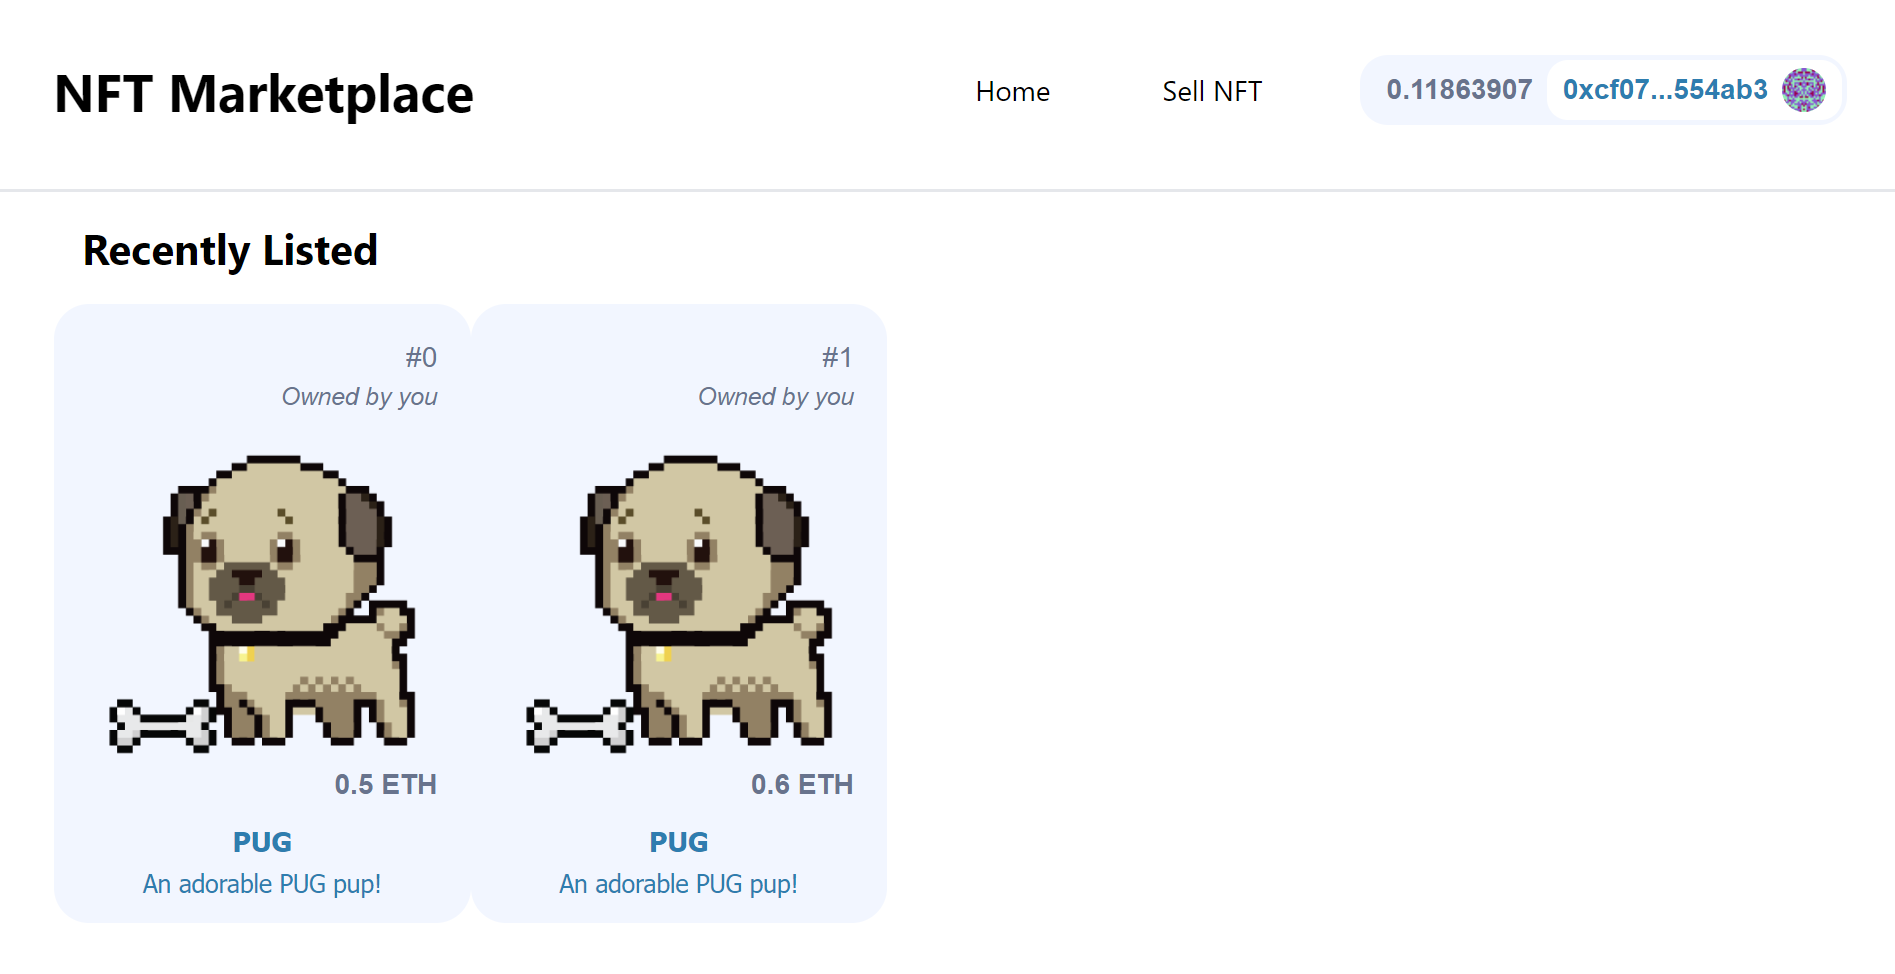 NFT Marketplace
Home
Sell NFT
0.11863907
0xcf07...554ab3
Recently Listed
#0
Owned by you
0.5 ETH
PUG
An adorable PUG pup!
#1
Owned by you
0.6 ETH
PUG
An adorable PUG pup!